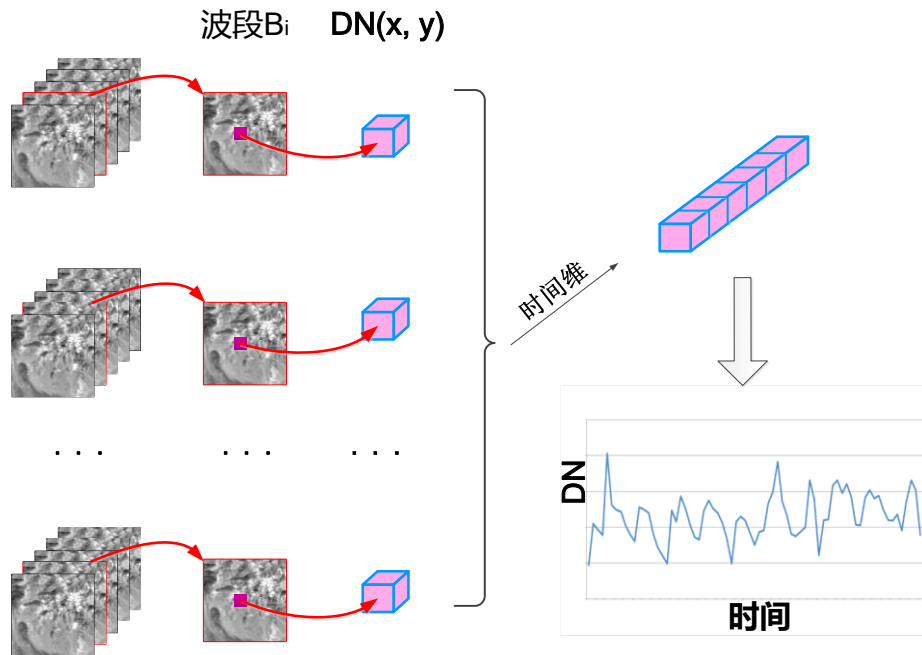 波段Bi
DN(x, y)
时间维
. . .
. . .
. . .
DN
时间